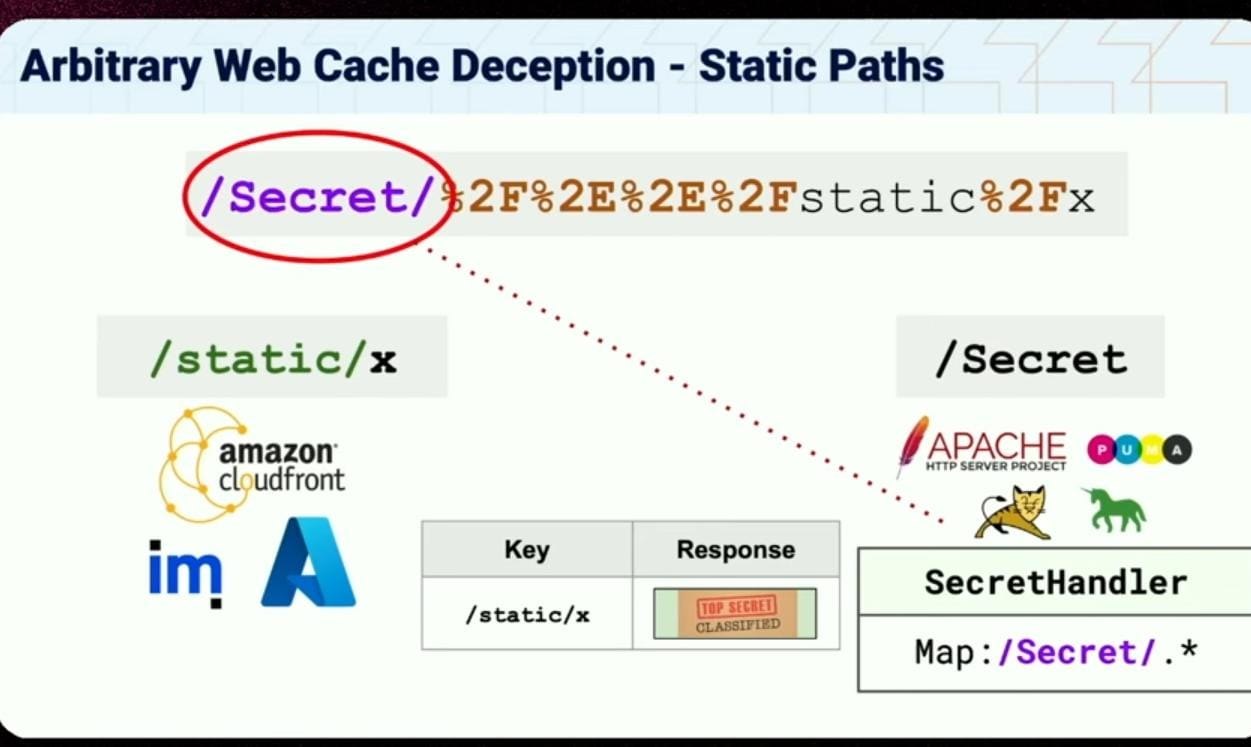 Arbitrary Web Cache Deception - Static Paths
/Secret/%2F%2E%2E%2Fstatic%2Fx
/static/x
/Secret
amazon
cloudfront
APACHE
HTTP SERVER PROJECT
PUMA
im
Key Response
/static/x
TOP SECRET
CLASSIFIED
SecretHandler
Map:/Secret/.*